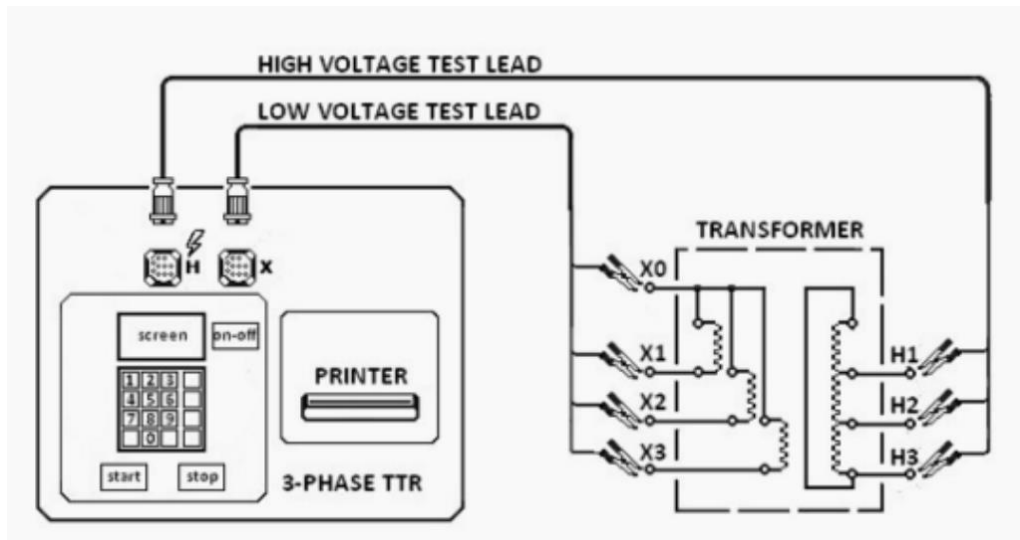 HIGH VOLTAGE TEST LEAD
LOW VOLTAGE TEST LEAD
TRANSFORMER
H X
X0
screen on-off
X1 H1
PRINTER
1 2 3
4 5 6
X2 H2
7 8 9
0
X3 H3
start stop
3-PHASE TTR